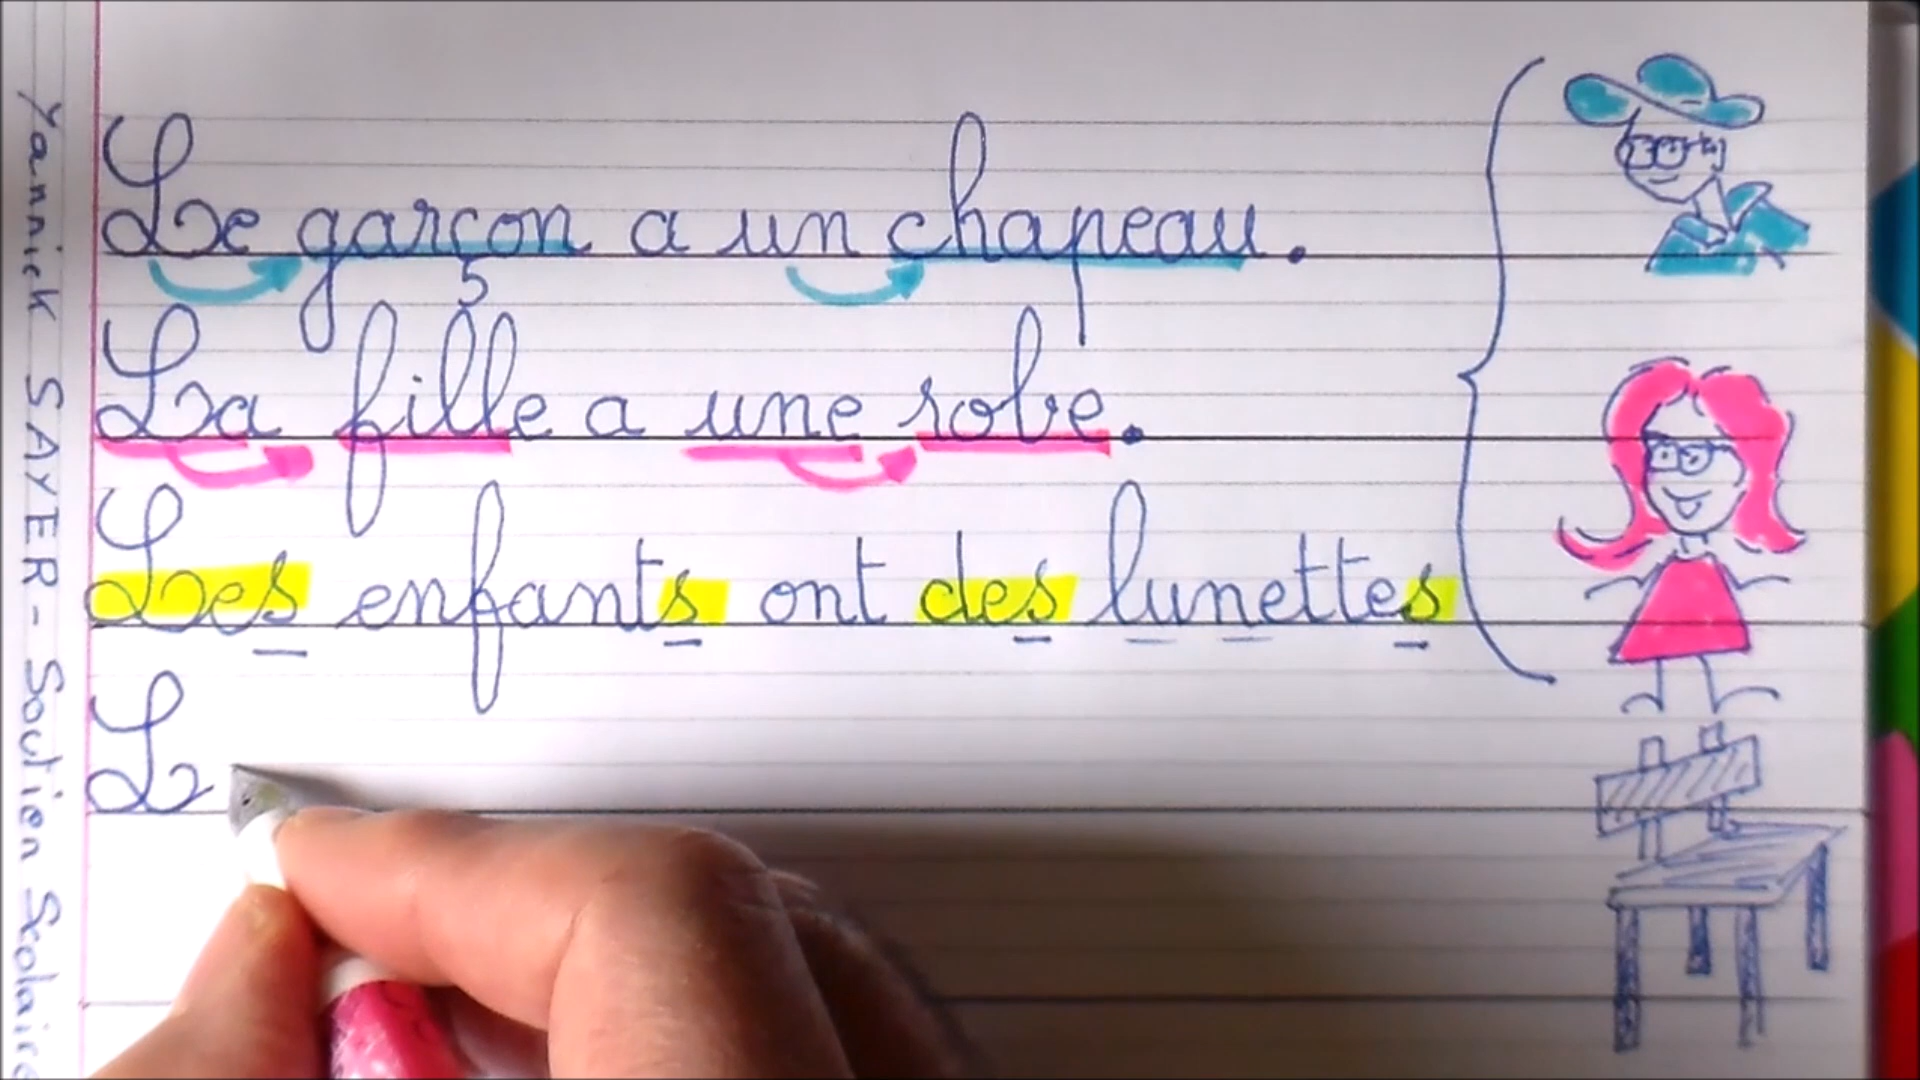 Le garçon a un chapeau.
La fille a une robe.
Les enfants ont des lunettes
L
Yannick SAYER - Soutien Scolaire